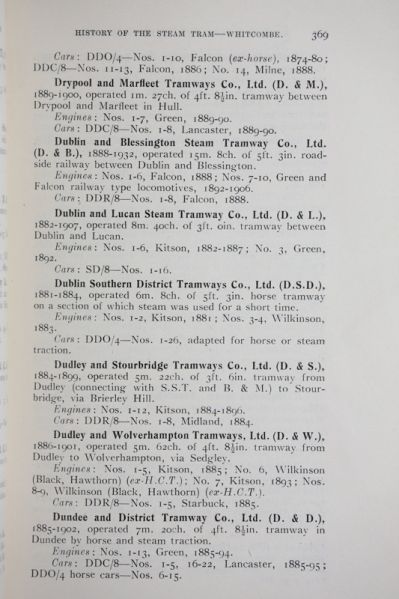 HISTORY OF THE STEAM TRAM—WHITCOMBE. 369
Cars: DDO/4—Nos. 1-10, Falcon (ex-horse), 1874-80;
DDC/8—Nos. 11-13, Falcon, 1886; No. 14, Milne, 1888.
Drypool and Marfleet Tramways Co., Ltd. (D. & M.),
1889-1900, operated 1m. 27ch. of 4ft. 8½in. tramway between
Drypool and Marfleet in Hull.
Engines: Nos. 1-7, Green, 1889-90.
Cars: DDC/8—Nos. 1-8, Lancaster, 1889-90.
Dublin and Blessington Steam Tramway Co., Ltd.
(D. & B.), 1888-1932, operated 15m. 8ch. of 5ft. 3in. road-
side railway between Dublin and Blessington.
Engines: Nos. 1-6, Falcon, 1888; Nos. 7-10, Green and
Falcon railway type locomotives, 1892-1906.
Cars: DDR/8—Nos. 1-8, Falcon, 1888.
Dublin and Lucan Steam Tramway Co., Ltd. (D. & L.),
1882-1907, operated 8m. 40ch. of 3ft. 0in. tramway between
Dublin and Lucan.
Engines: Nos. 1-6, Kitson, 1882-1887; No. 3, Green,
1892.
Cars: SD/8—Nos. 1-16.
Dublin Southern District Tramways Co., Ltd. (D.S.D.),
1881-1884, operated 6m. 8ch. of 5ft. 3in. horse tramway
on a section of which steam was used for a short time.
Engines: Nos. 1-2, Kitson, 1881; Nos. 3-4, Wilkinson,
1883.
Cars: DDO/4—Nos. 1-26, adapted for horse or steam
traction.
Dudley and Stourbridge Tramways Co., Ltd. (D. & S.),
1884-1899, operated 5m. 22ch. of 3ft. 6in. tramway from
Dudley (connecting with S.S.T. and B. & M.) to Stour-
bridge, via Brierley Hill.
Engines: Nos. 1-12, Kitson, 1884-1896.
Cars: DDR/8—Nos. 1-8, Midland, 1884.
Dudley and Wolverhampton Tramways, Ltd. (D. & W.),
1886-1901, operated 5m. 62ch. of 4ft. 8½in. tramway from
Dudley to Wolverhampton, via Sedgley.
Engines: Nos. 1-5, Kitson, 1885; No. 6, Wilkinson
(Black, Hawthorn) (ex-H.C.T.); No. 7, Kitson, 1893; Nos.
8-9, Wilkinson (Black, Hawthorn) (ex-H.C.T.).
Cars: DDR/8—Nos. 1-5, Starbuck, 1885.
Dundee and District Tramway Co., Ltd. (D. & D.),
1885-1902, operated 7m. 20ch. of 4ft. 8½in. tramway in
Dundee by horse and steam traction.
Engines: Nos. 1-13, Green, 1885-94.
Cars: DDC/8—Nos. 1-5, 16-22, Lancaster, 1885-95;
DDO/4 horse cars—Nos. 6-15.